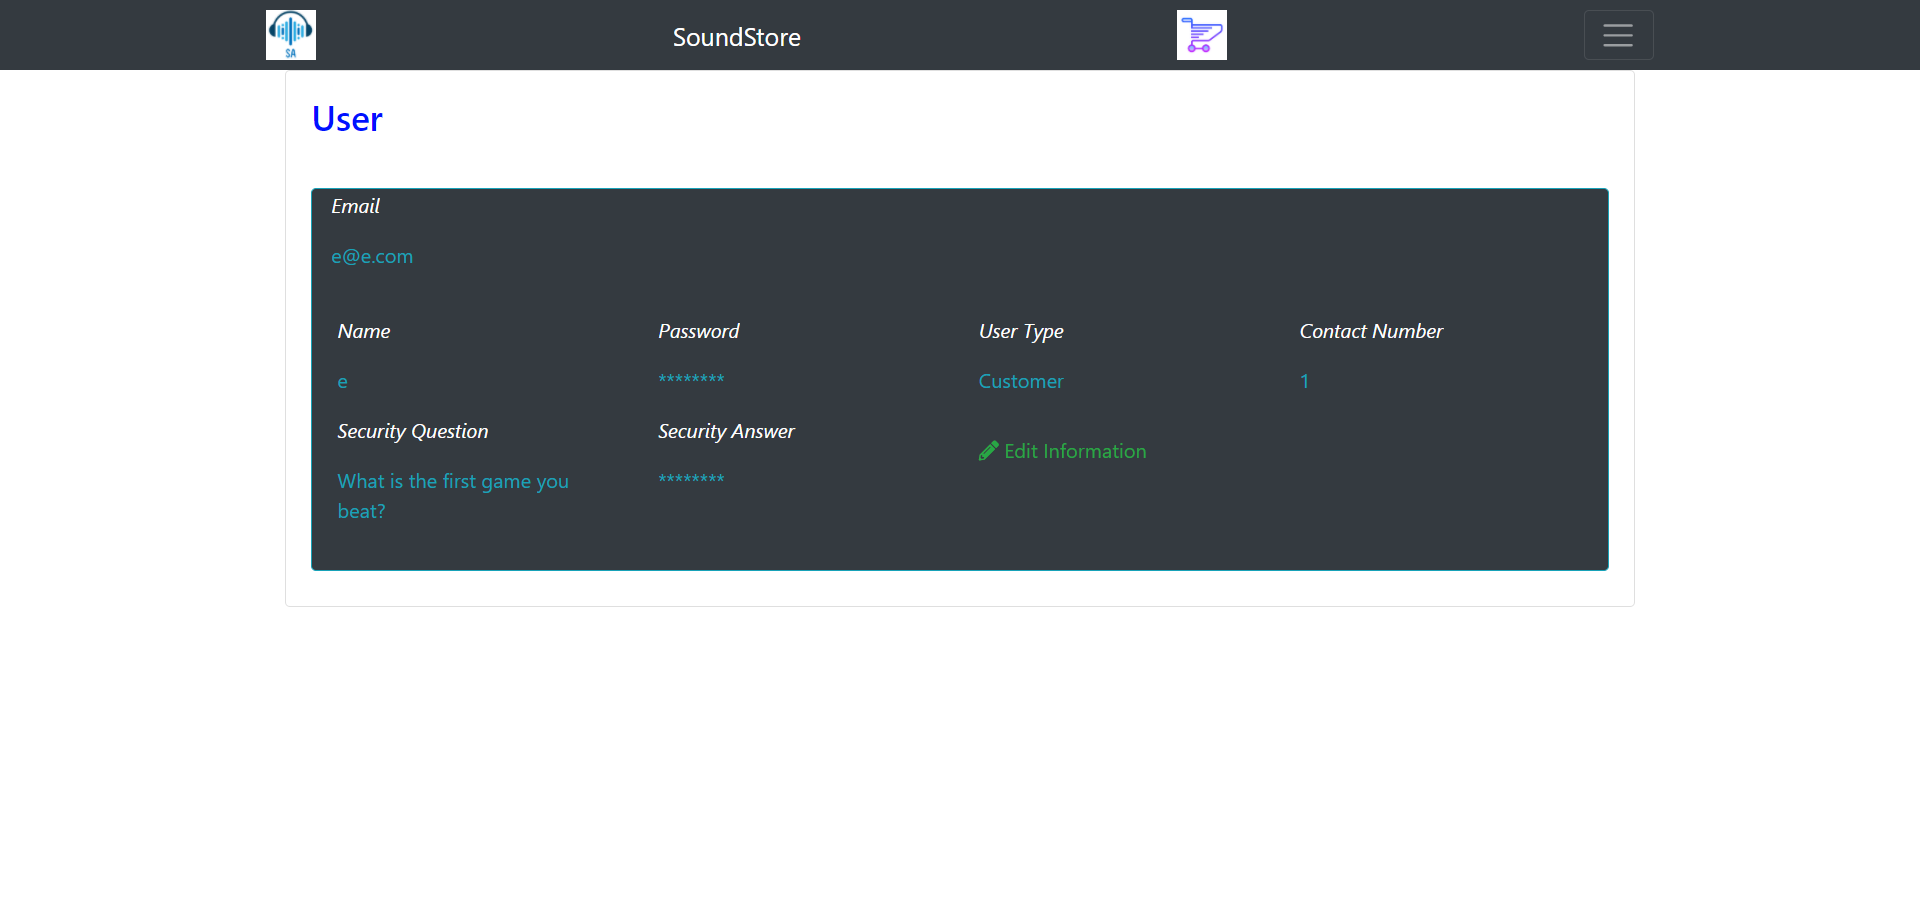 SA
SoundStore
User
Email
e@e.com
Name
Password
User Type
Contact Number
e
********
Customer
1
Security Question
Security Answer
Edit Information
What is the first game you
beat?
********